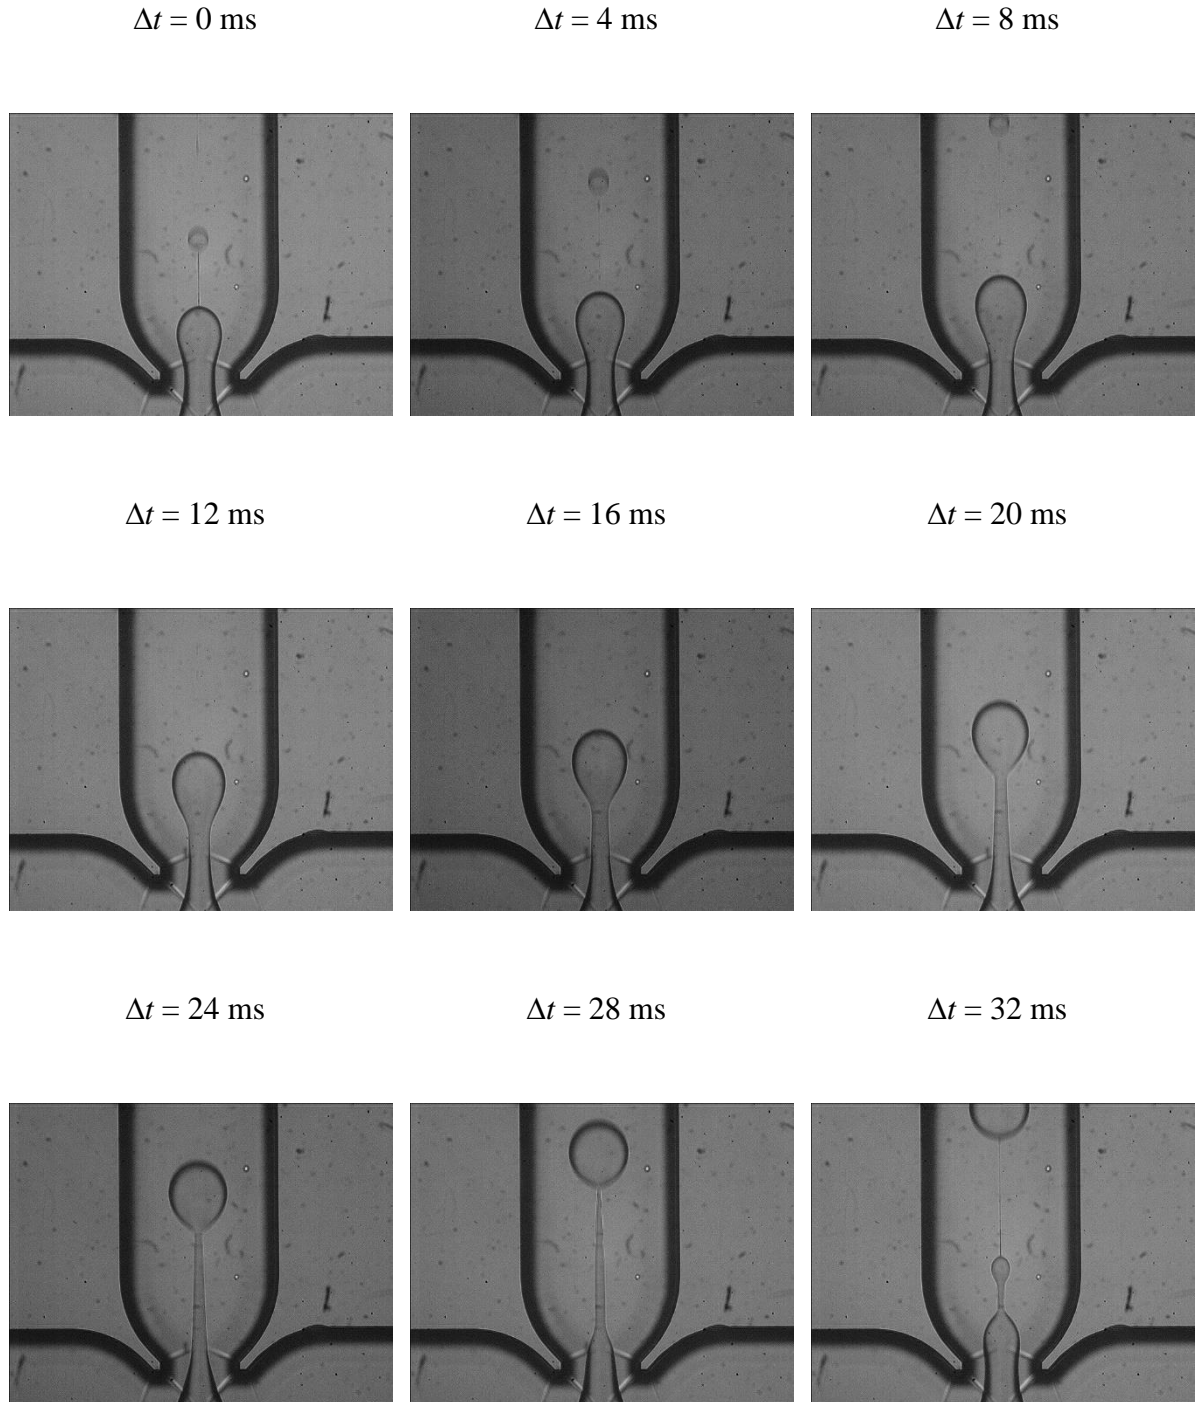 Δt = 0 ms
Δt = 4 ms
Δt = 8 ms
Δt = 12 ms
Δt = 16 ms
Δt = 20 ms
Δt = 24 ms
Δt = 28 ms
Δt = 32 ms